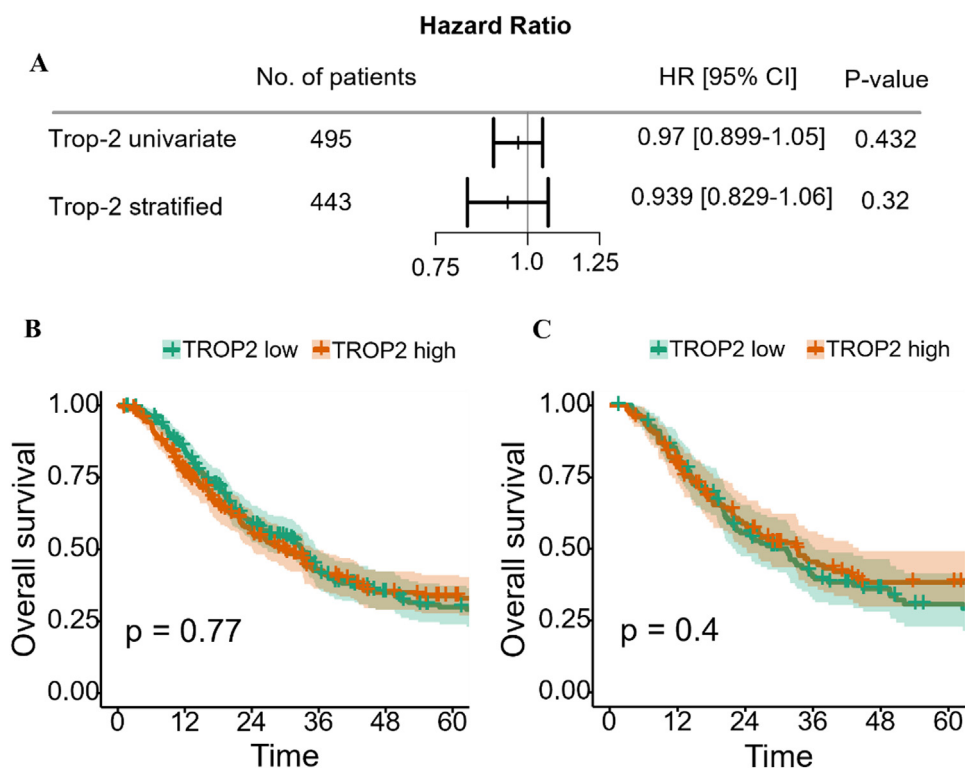 Hazard Ratio
A
No. of patients HR [95% CI] P-value
Trop-2 univariate 495 0.97 [0.899-1.05] 0.432
Trop-2 stratified 443 0.939 [0.829-1.06] 0.32
0.75 1.0 1.25
B
TROP2 low TROP2 high
Overall survival
1.00
0.75
0.50
0.25
0.00
p = 0.77
0 12 24 36 48 60
Time
C
TROP2 low TROP2 high
Overall survival
1.00
0.75
0.50
0.25
0.00
p = 0.4
0 12 24 36 48 60
Time